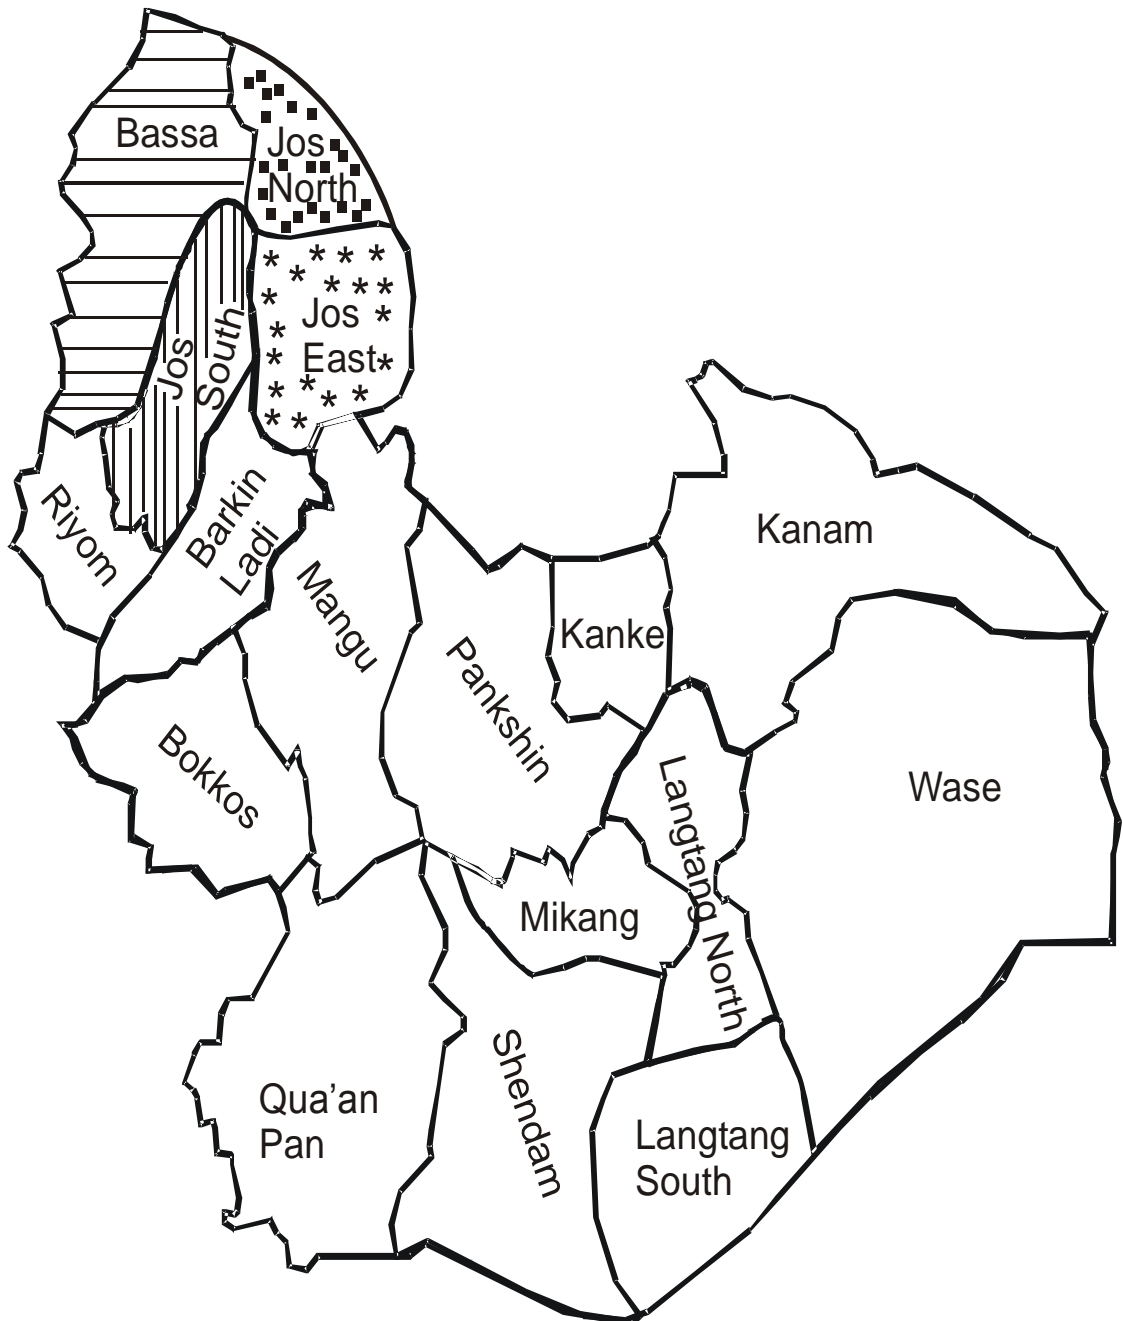 Bassa
Jos
North
Jos
East
Jos
South
Riyom
Barkin
Ladi
Mangu
Kanam
Kanke
Pankshin
Bokkos
Langtang North
Wase
Mikang
Shendam
Qua’an
Pan
Langtang
South